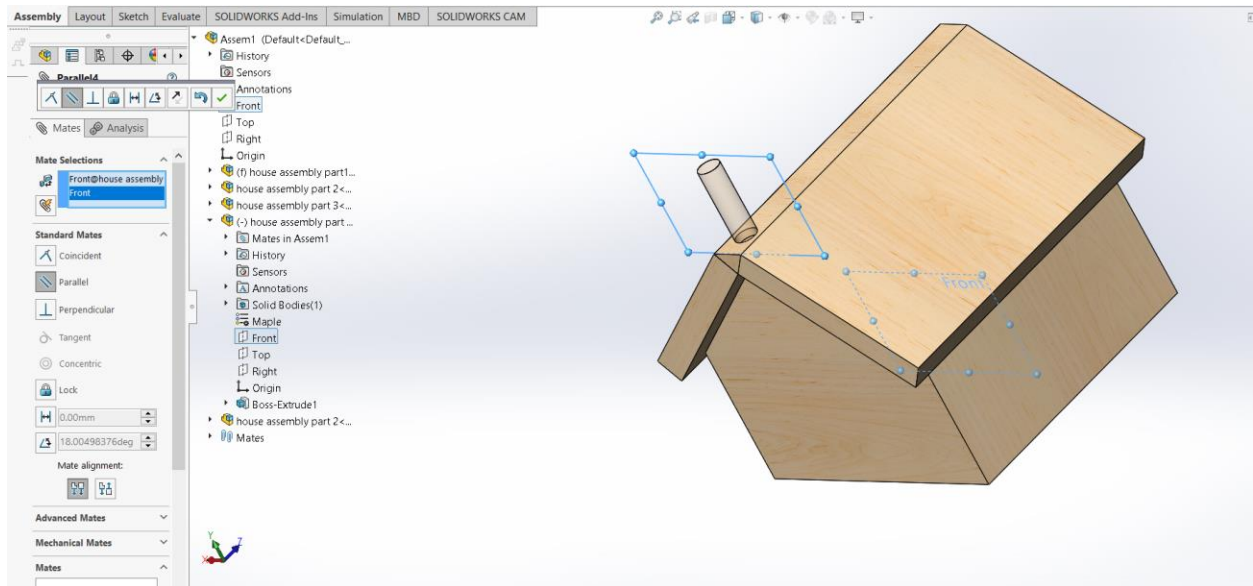 Assembly Layout Sketch Evaluate SOLIDWORKS Add-Ins Simulation MBD SOLIDWORKS CAM
Parallel4
Mates Analysis
Mate Selections
Front@house assembly
Front
Standard Mates
Coincident
Parallel
Perpendicular
Tangent
Concentric
Lock
0.00mm
18.00498376deg
Mate alignment:
Advanced Mates
Mechanical Mates
Mates
Assem1 (Default<Default_...
History
Sensors
Annotations
Front
Top
Right
Origin
(f) house assembly part1...
house assembly part 2<...
house assembly part 3<...
(-) house assembly part ...
Mates in Assem1
History
Sensors
Annotations
Solid Bodies(1)
Maple
Front
Top
Right
Origin
Boss-Extrude1
house assembly part 2<...
Mates
Front
Y
Z
X